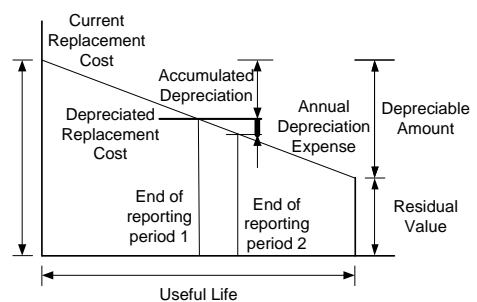 Current
Replacement
Cost
Accumulated
Depreciation
Depreciated
Replacement
Cost
Annual
Depreciation
Expense
Depreciable
Amount
End of
reporting
period 1
End of
reporting
period 2
Residual
Value
Useful Life